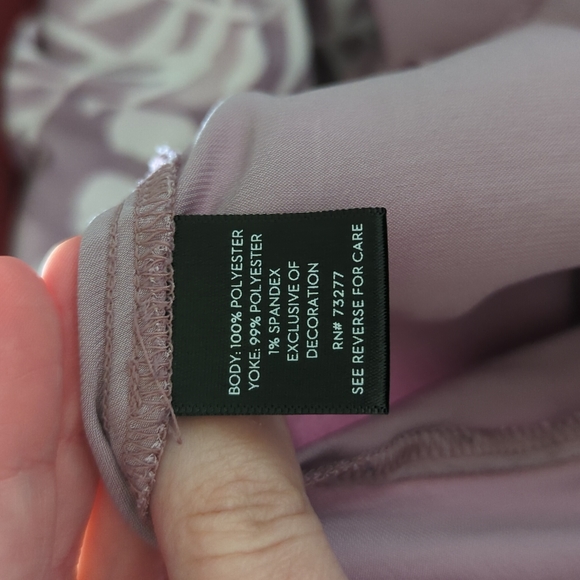 BODY: 100% POLYESTER
YOKE: 99% POLYESTER
1% SPANDEX
EXCLUSIVE OF
DECORATION
RN# 73277
SEE REVERSE FOR CARE